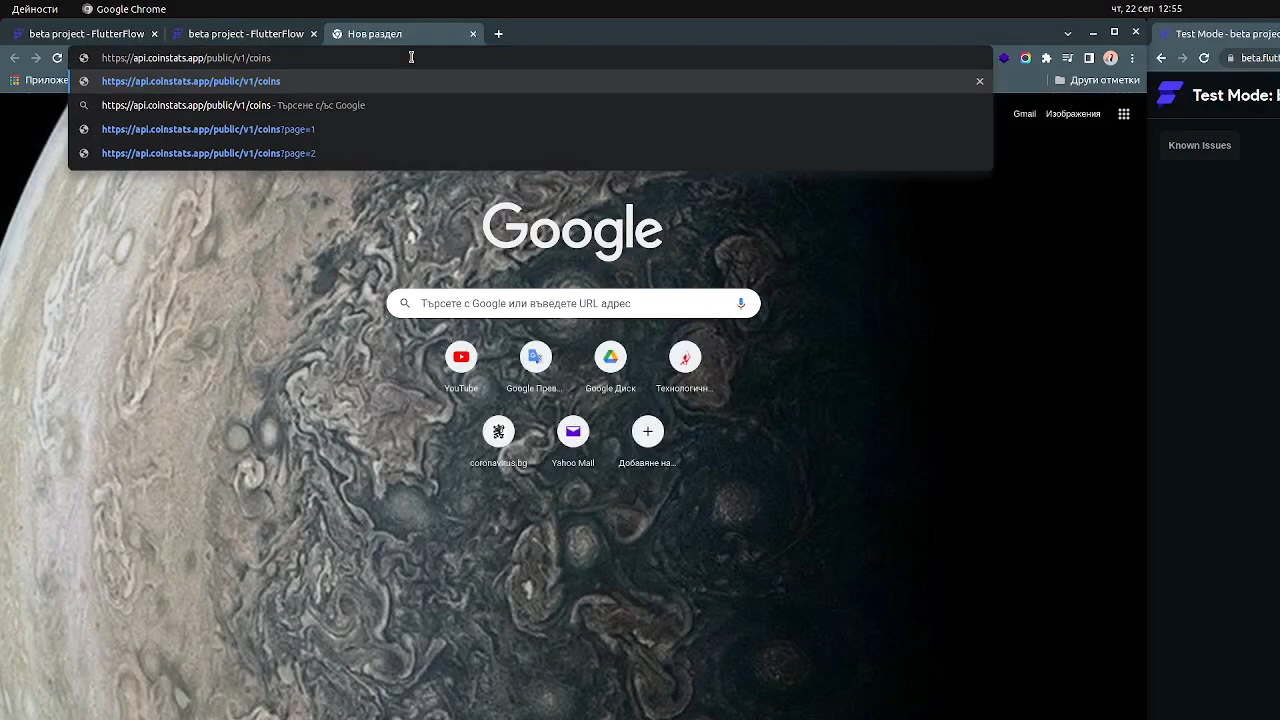 Дейности
Google Chrome
чт, 22 сеп 12:55
beta project - FlutterFlow
beta project - FlutterFlow
Нов раздел
Test Mode: beta proje
https://api.coinstats.app/public/v1/coins
beta.flutt
Приложе
https://api.coinstats.app/public/v1/coins
Други отметки
Test Mode: b
https://api.coinstats.app/public/v1/coins - Търсене с/ъс Google
Gmail Изображения
https://api.coinstats.app/public/v1/coins?page=1
Known Issues
https://api.coinstats.app/public/v1/coins?page=2
Google
Търсете с Google или въведете URL адрес
YouTube
Google Прев...
Google Диск
Технологичн...
coronavirus.bg
Yahoo Mail
Добавяне на...